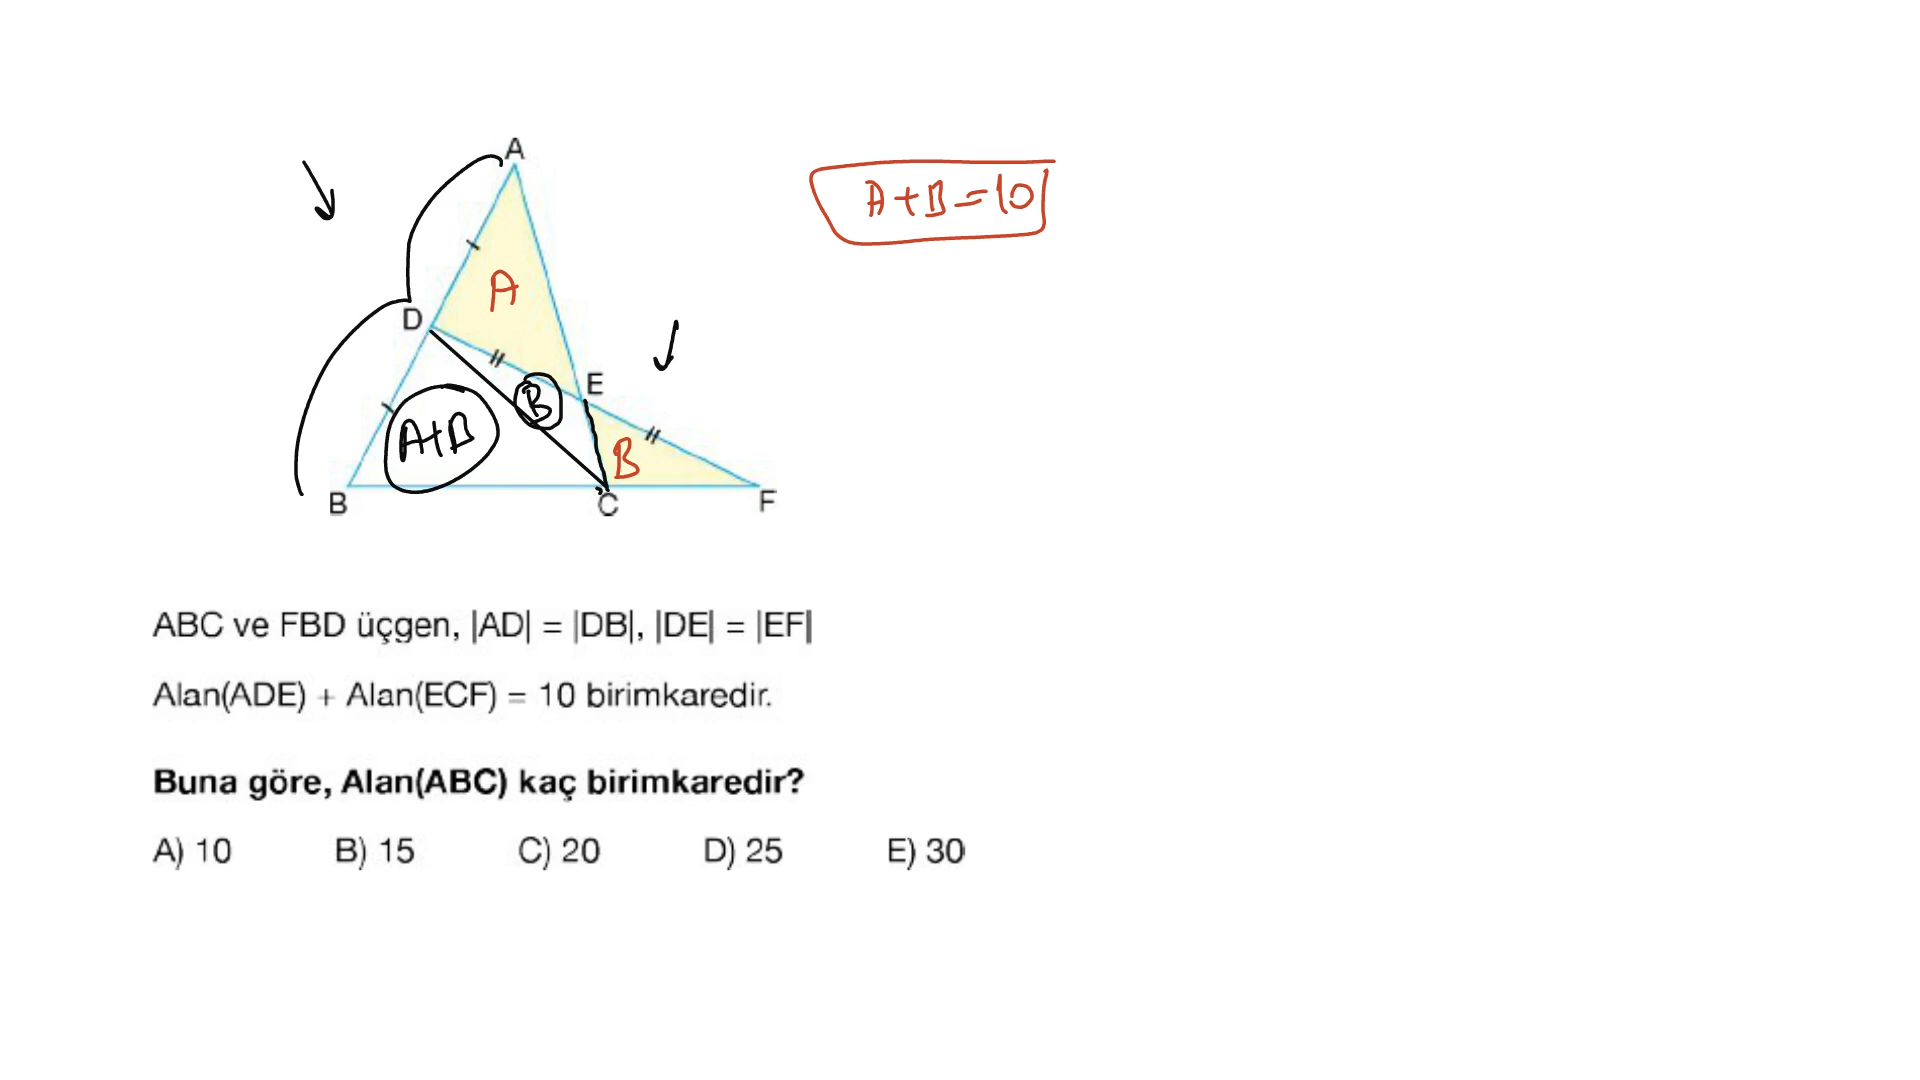 A
A+B=10
A
D
E
B
A+B
B
B
C
F
ABC ve FBD üçgen, |AD| = |DB|, |DE| = |EF|
Alan(ADE) + Alan(ECF) = 10 birimkaredir.
Buna göre, Alan(ABC) kaç birimkaredir?
A) 10 B) 15 C) 20 D) 25 E) 30